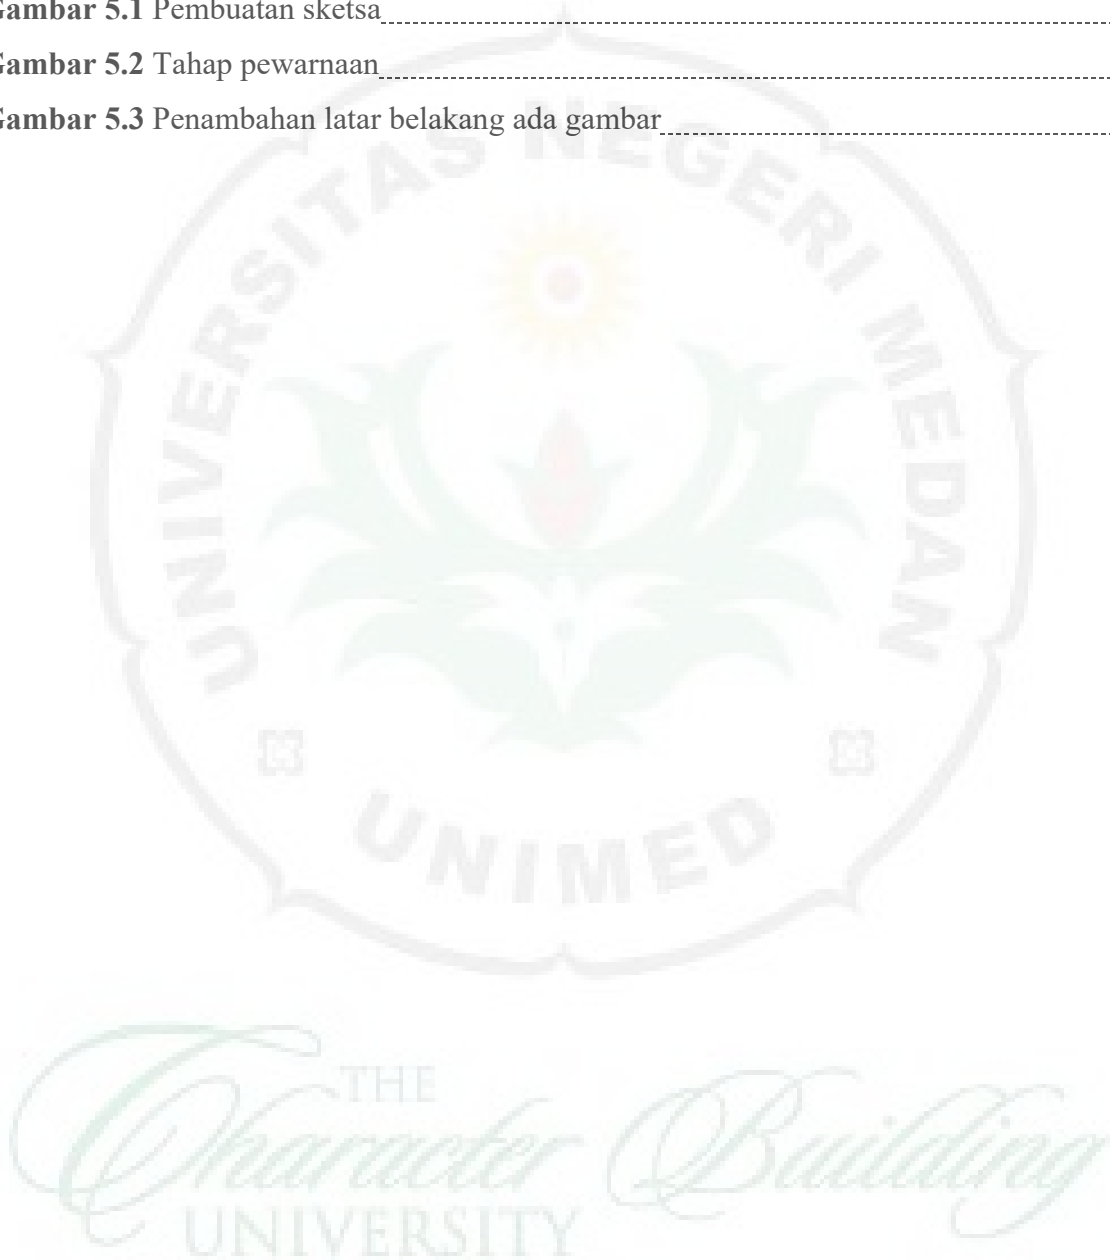 Gambar 5.1 Pembuatan sketsa
Gambar 5.2 Tahap pewarnaan
Gambar 5.3 Penambahan latar belakang ada gambar
UNIVERSITAS NEGERI MEDAN
UNIMED
THE
Character Building
UNIVERSITY